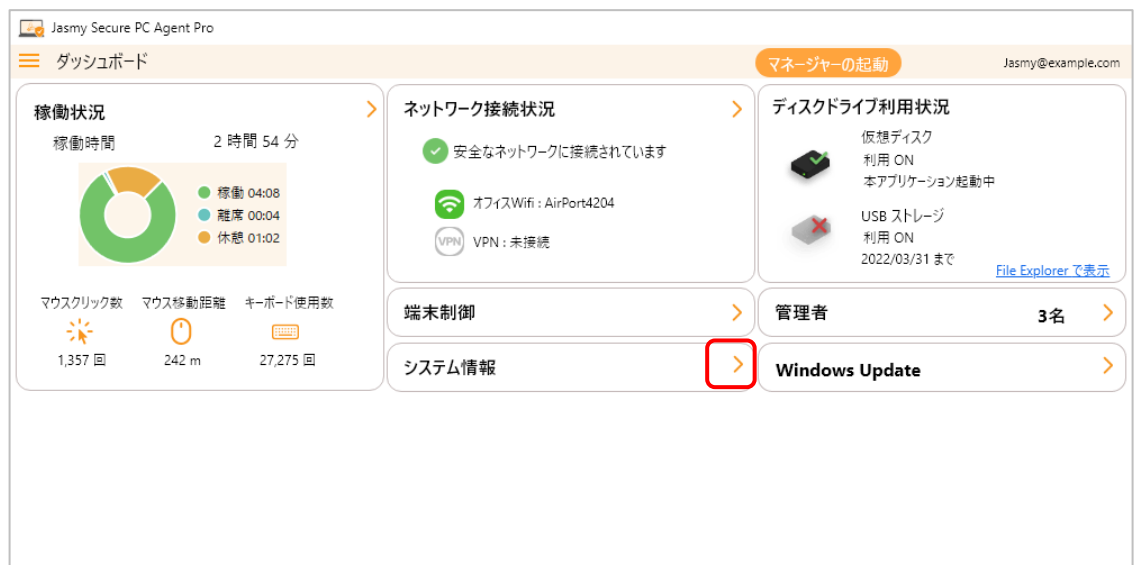 Jasmy Secure PC Agent Pro
ダッシュボード
マネージャーの起動
Jasmy@example.com
稼働状況
稼働時間 2 時間 54 分
稼働 04:08
離席 00:04
休憩 01:02
マウスクリック数 マウス移動距離 キーボード使用数
1,357 回 242 m 27,275 回
ネットワーク接続状況
安全なネットワークに接続されています
オフィスWifi : AirPort4204
VPN VPN : 未接続
ディスクドライブ利用状況
仮想ディスク
利用 ON
本アプリケーション起動中
USB ストレージ
利用 ON
2022/03/31 まで
File Explorer で表示
端末制御
管理者 3名
システム情報
Windows Update